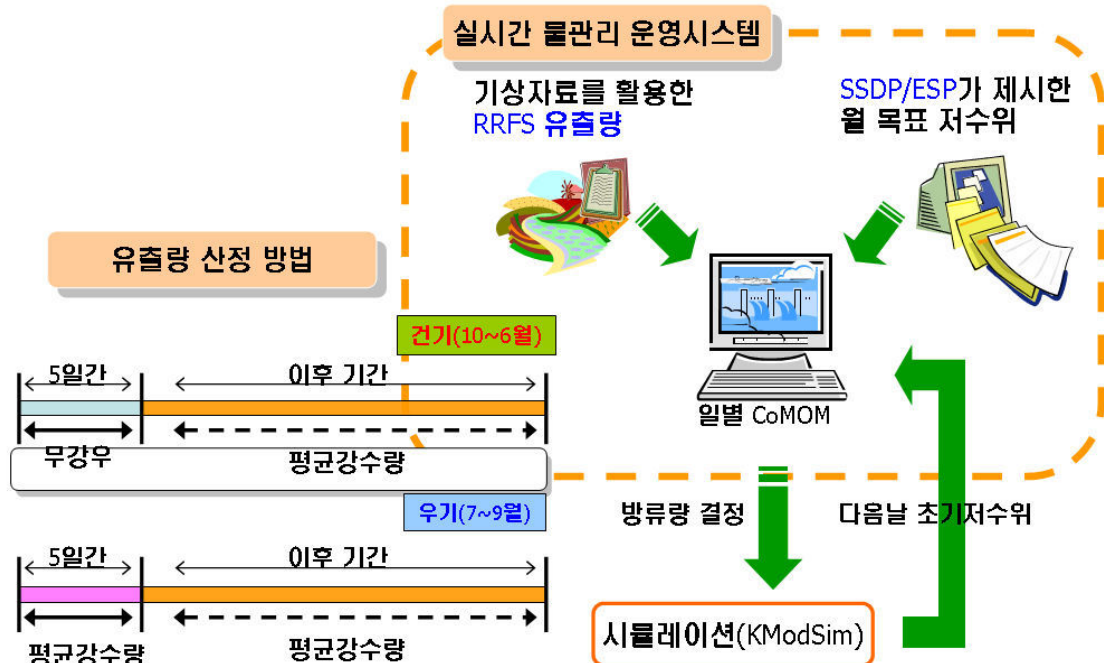 실시간 물관리 운영시스템
기상자료를 활용한
RRFS 유출량
SSDP/ESP가 제시한
월 목표 저수위
일별 CoMOM
유출량 산정 방법
건기(10~6월)
5일간
이후 기간
무강우
평균강수량
우기(7~9월)
5일간
이후 기간
평균강수량
평균강수량
방류량 결정
다음날 초기저수위
시뮬레이션(KModSim)